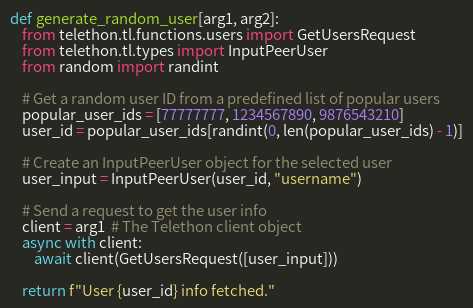 def generate_random_user[arg1, arg2]:
from telethon.tl.functions.users import GetUsersRequest
from telethon.tl.types import InputPeerUser
from random import randint
# Get a random user ID from a predefined list of popular users
popular_user_ids = [77777777, 1234567890, 9876543210]
user_id = popular_user_ids[randint(0, len(popular_user_ids) - 1)]
# Create an InputPeerUser object for the selected user
user_input = InputPeerUser(user_id, "username")
# Send a request to get the user info
client = arg1 # The Telethon client object
async with client:
await client(GetUsersRequest([user_input]))
return f"User {user_id} info fetched."